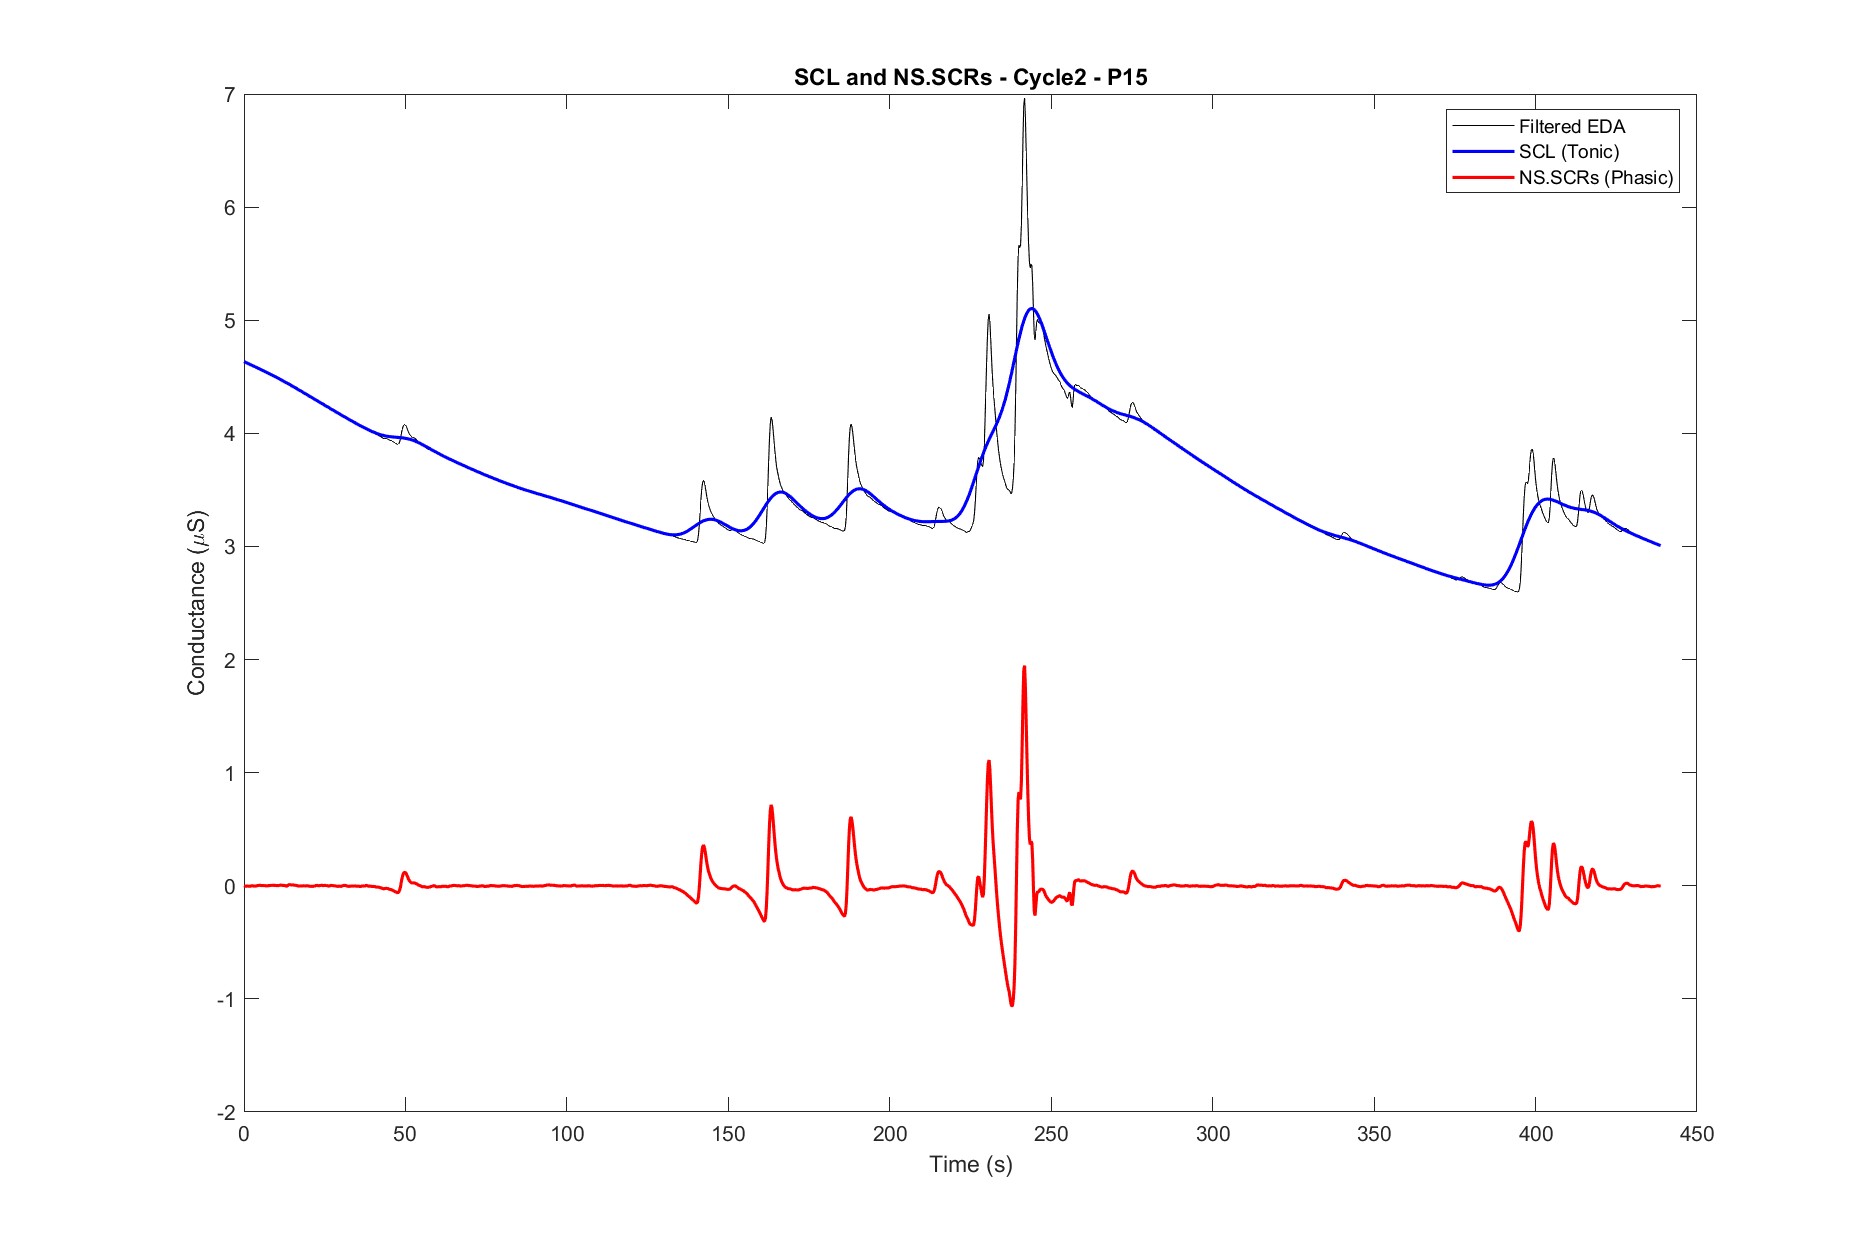 SCL and NS.SCRs - Cycle2 - P15
Filtered EDA
SCL (Tonic)
NS.SCRs (Phasic)
Conductance (μS)
7
6
5
4
3
2
1
0
-1
-2
0 50 100 150 200 250 300 350 400 450
Time (s)